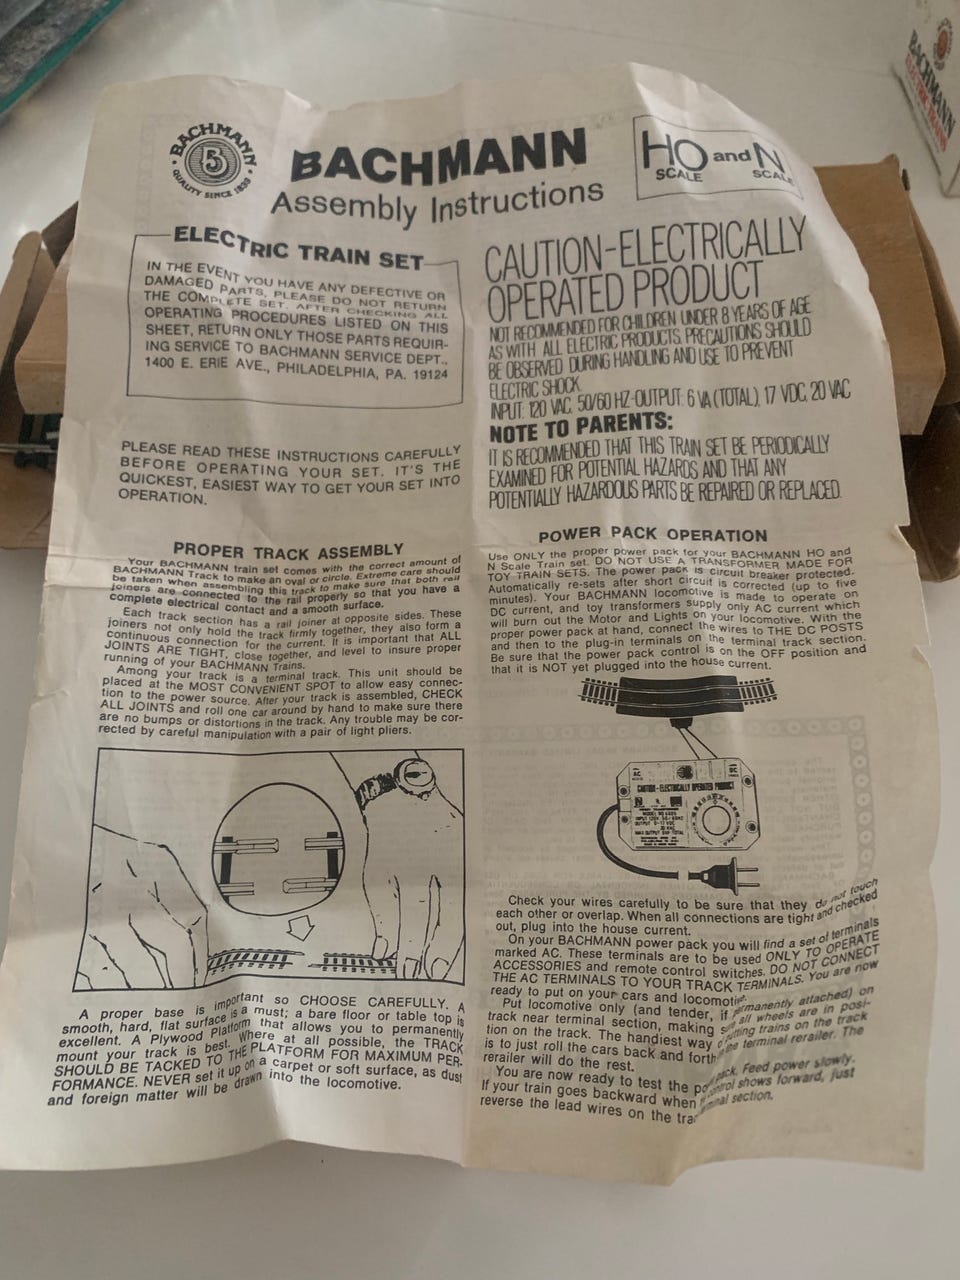 BACHMANN
B
QUALITY SINCE 1833
BACHMANN
Assembly Instructions
HO and N
SCALE SCALE
BACHMANN
ELECTRIC TRAINS
ELECTRIC TRAIN SET
IN THE EVENT YOU HAVE ANY DEFECTIVE OR
DAMAGED PARTS, PLEASE DO NOT RETURN
THE COMPLETE SET. AFTER CHECKING ALL
OPERATING PROCEDURES LISTED ON THIS
SHEET, RETURN ONLY THOSE PARTS REQUIR-
ING SERVICE TO BACHMANN SERVICE DEPT.,
1400 E. ERIE AVE., PHILADELPHIA, PA. 19124
PLEASE READ THESE INSTRUCTIONS CAREFULLY
BEFORE OPERATING YOUR SET. IT'S THE
QUICKEST, EASIEST WAY TO GET YOUR SET INTO
OPERATION.
PROPER TRACK ASSEMBLY
Your BACHMANN train set comes with the correct amount of
BACHMANN Track to make an oval or circle. Extreme care should
be taken when assembling this track to make sure that both rail
joiners are connected to the rail properly so that you have a
complete electrical contact and a smooth surface.
Each track section has a rail joiner at opposite sides. These
joiners not only hold the track firmly together, they also form a
continuous connection for the current. It is important that ALL
JOINTS ARE TIGHT, close together, and level to insure proper
running of your BACHMANN Trains.
Among your track is a terminal track. This unit should be
placed at the MOST CONVENIENT SPOT to allow easy connec-
tion to the power source. After your track is assembled, CHECK
ALL JOINTS and roll one car around by hand to make sure there
are no bumps or distortions in the track. Any trouble may be cor-
rected by careful manipulation with a pair of light pliers.
A proper base is important so CHOOSE CAREFULLY. A
smooth, hard, flat surface is a must; a bare floor or table top is
excellent. A Plywood Platform that allows you to permanently
mount your track is best. Where at all possible, the TRACK
SHOULD BE TACKED TO THE PLATFORM FOR MAXIMUM PER-
FORMANCE. NEVER set it up on a carpet or soft surface, as dust
and foreign matter will be drawn into the locomotive.
CAUTION-ELECTRICALLY
OPERATED PRODUCT
NOT RECOMMENDED FOR CHILDREN UNDER 8 YEARS OF AGE
AS WITH ALL ELECTRIC PRODUCTS. PRECAUTIONS SHOULD
BE OBSERVED DURING HANDLING AND USE TO PREVENT
ELECTRIC SHOCK
INPUT: 120 VAC, 50/60 HZ-OUTPUT: 6 VA (TOTAL), 17 VDC, 20 VAC
NOTE TO PARENTS:
IT IS RECOMMENDED THAT THIS TRAIN SET BE PERIODICALLY
EXAMINED FOR POTENTIAL HAZARDS AND THAT ANY
POTENTIALLY HAZARDOUS PARTS BE REPAIRED OR REPLACED.
POWER PACK OPERATION
Use ONLY the proper power pack for your BACHMANN HO and
N Scale Train set. DO NOT USE A TRANSFORMER MADE FOR
TOY TRAIN SETS. The power pack is circuit breaker protected.
Automatically re-sets after short circuit is corrected (up to five
minutes). Your BACHMANN locomotive is made to operate on
DC current, and toy transformers supply only AC current which
will burn out the Motor and Lights on your locomotive. With the
proper power pack at hand, connect the wires to THE DC POSTS
and then to the plug-in terminals on the terminal track section.
Be sure that the power pack control is on the OFF position and
that it is NOT yet plugged into the house current.
AC DC
CAUTION - ELECTRICALLY OPERATED PRODUCT
Check your wires carefully to be sure that they do not touch
each other or overlap. When all connections are tight and checked
out, plug into the house current.
On your BACHMANN power pack you will find a set of terminals
marked AC. These terminals are to be used ONLY TO OPERATE
ACCESSORIES and remote control switches. DO NOT CONNECT
THE AC TERMINALS TO YOUR TRACK TERMINALS. You are now
ready to put on your cars and locomotive.
Put locomotive only (and tender, if permanently attached) on
track near terminal section, making all wheels are in posi-
tion on the track. The handiest way putting trains on the track
is to just roll the cars back and forth terminal rerailer. The
rerailer will do the rest.
You are now ready to test the pack. Feed power slowly.
If your train goes backward when control shows forward, just
reverse the lead wires on the terminal section.